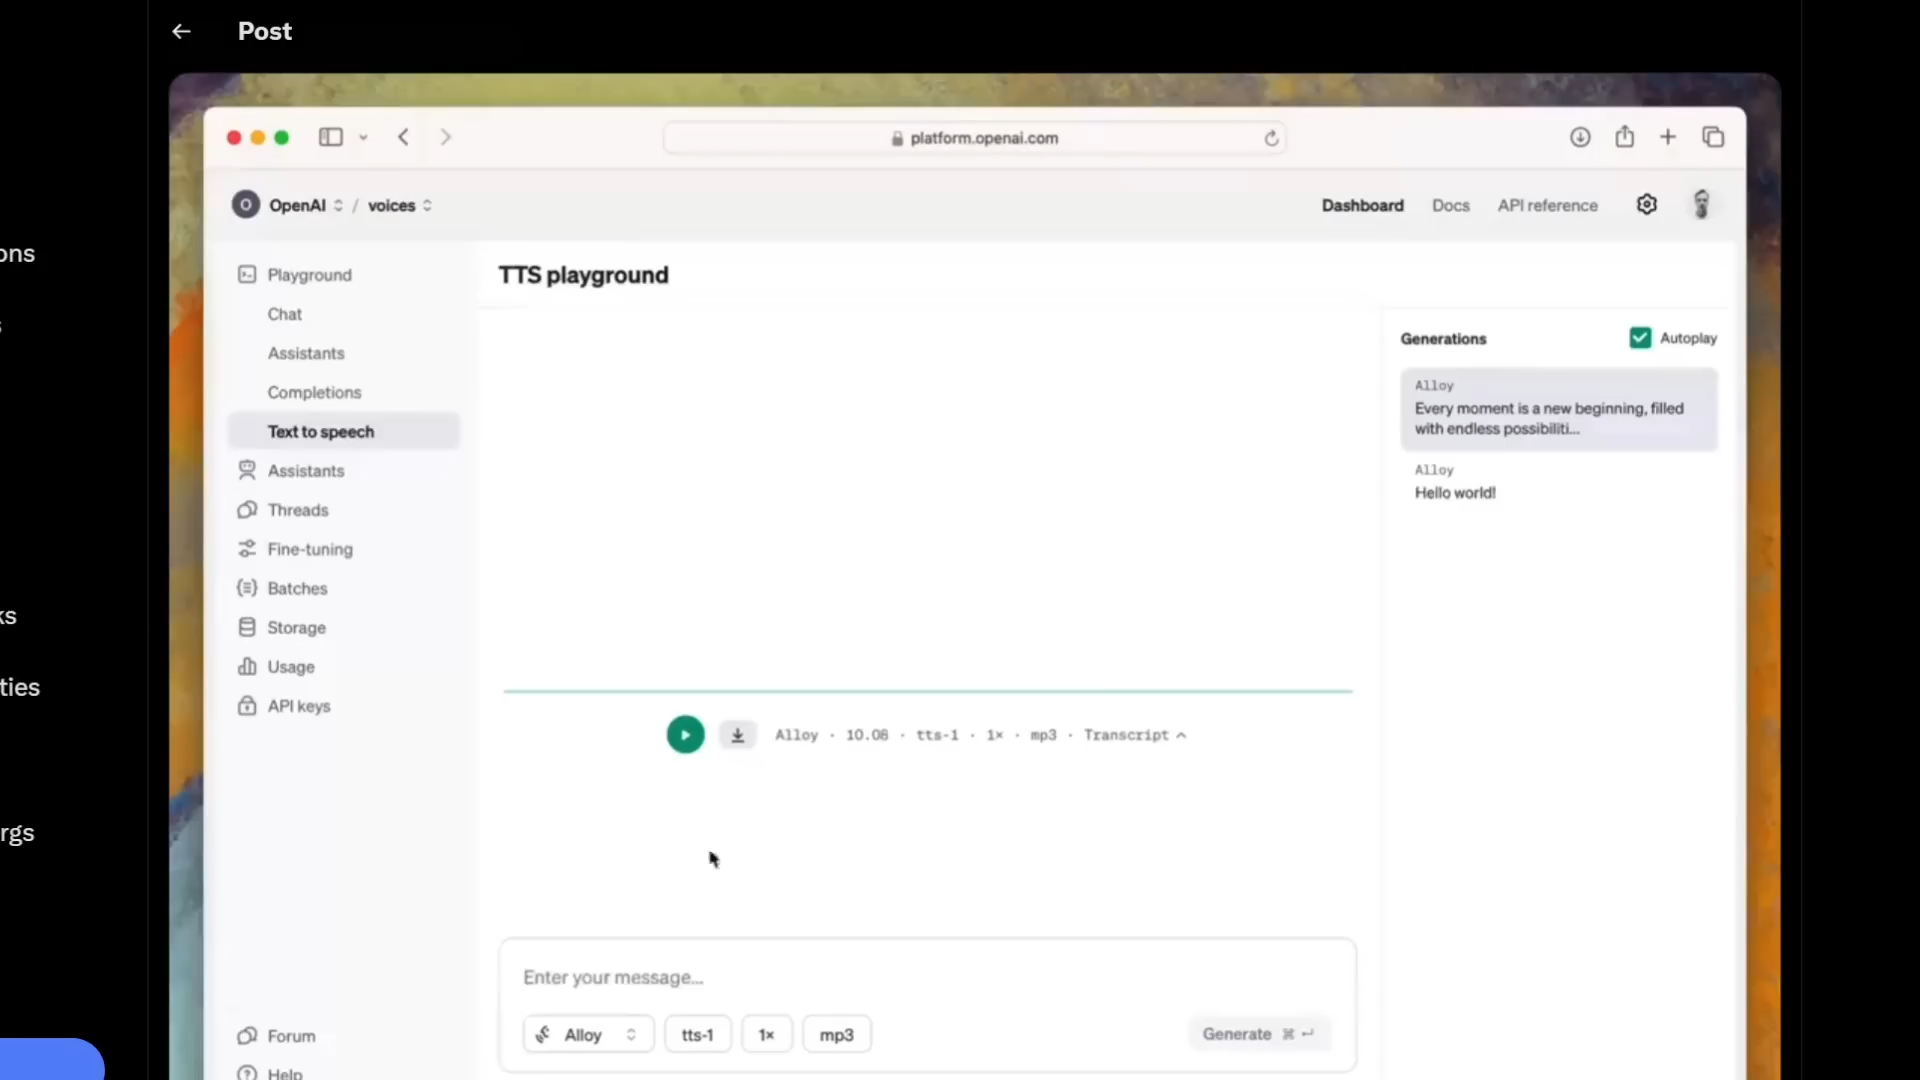 Post
ons
ks
ties
rgs
platform.openai.com
O OpenAI / voices
Dashboard Docs API reference
Playground
Chat
Assistants
Completions
Text to speech
Assistants
Threads
Fine-tuning
Batches
Storage
Usage
API keys
Forum
Help
TTS playground
Alloy · 10.08 · tts-1 · 1× · mp3 · Transcript
Enter your message...
Alloy tts-1 1× mp3 Generate ⌘ ↵
Generations Autoplay
Alloy
Every moment is a new beginning, filled
with endless possibiliti...
Alloy
Hello world!